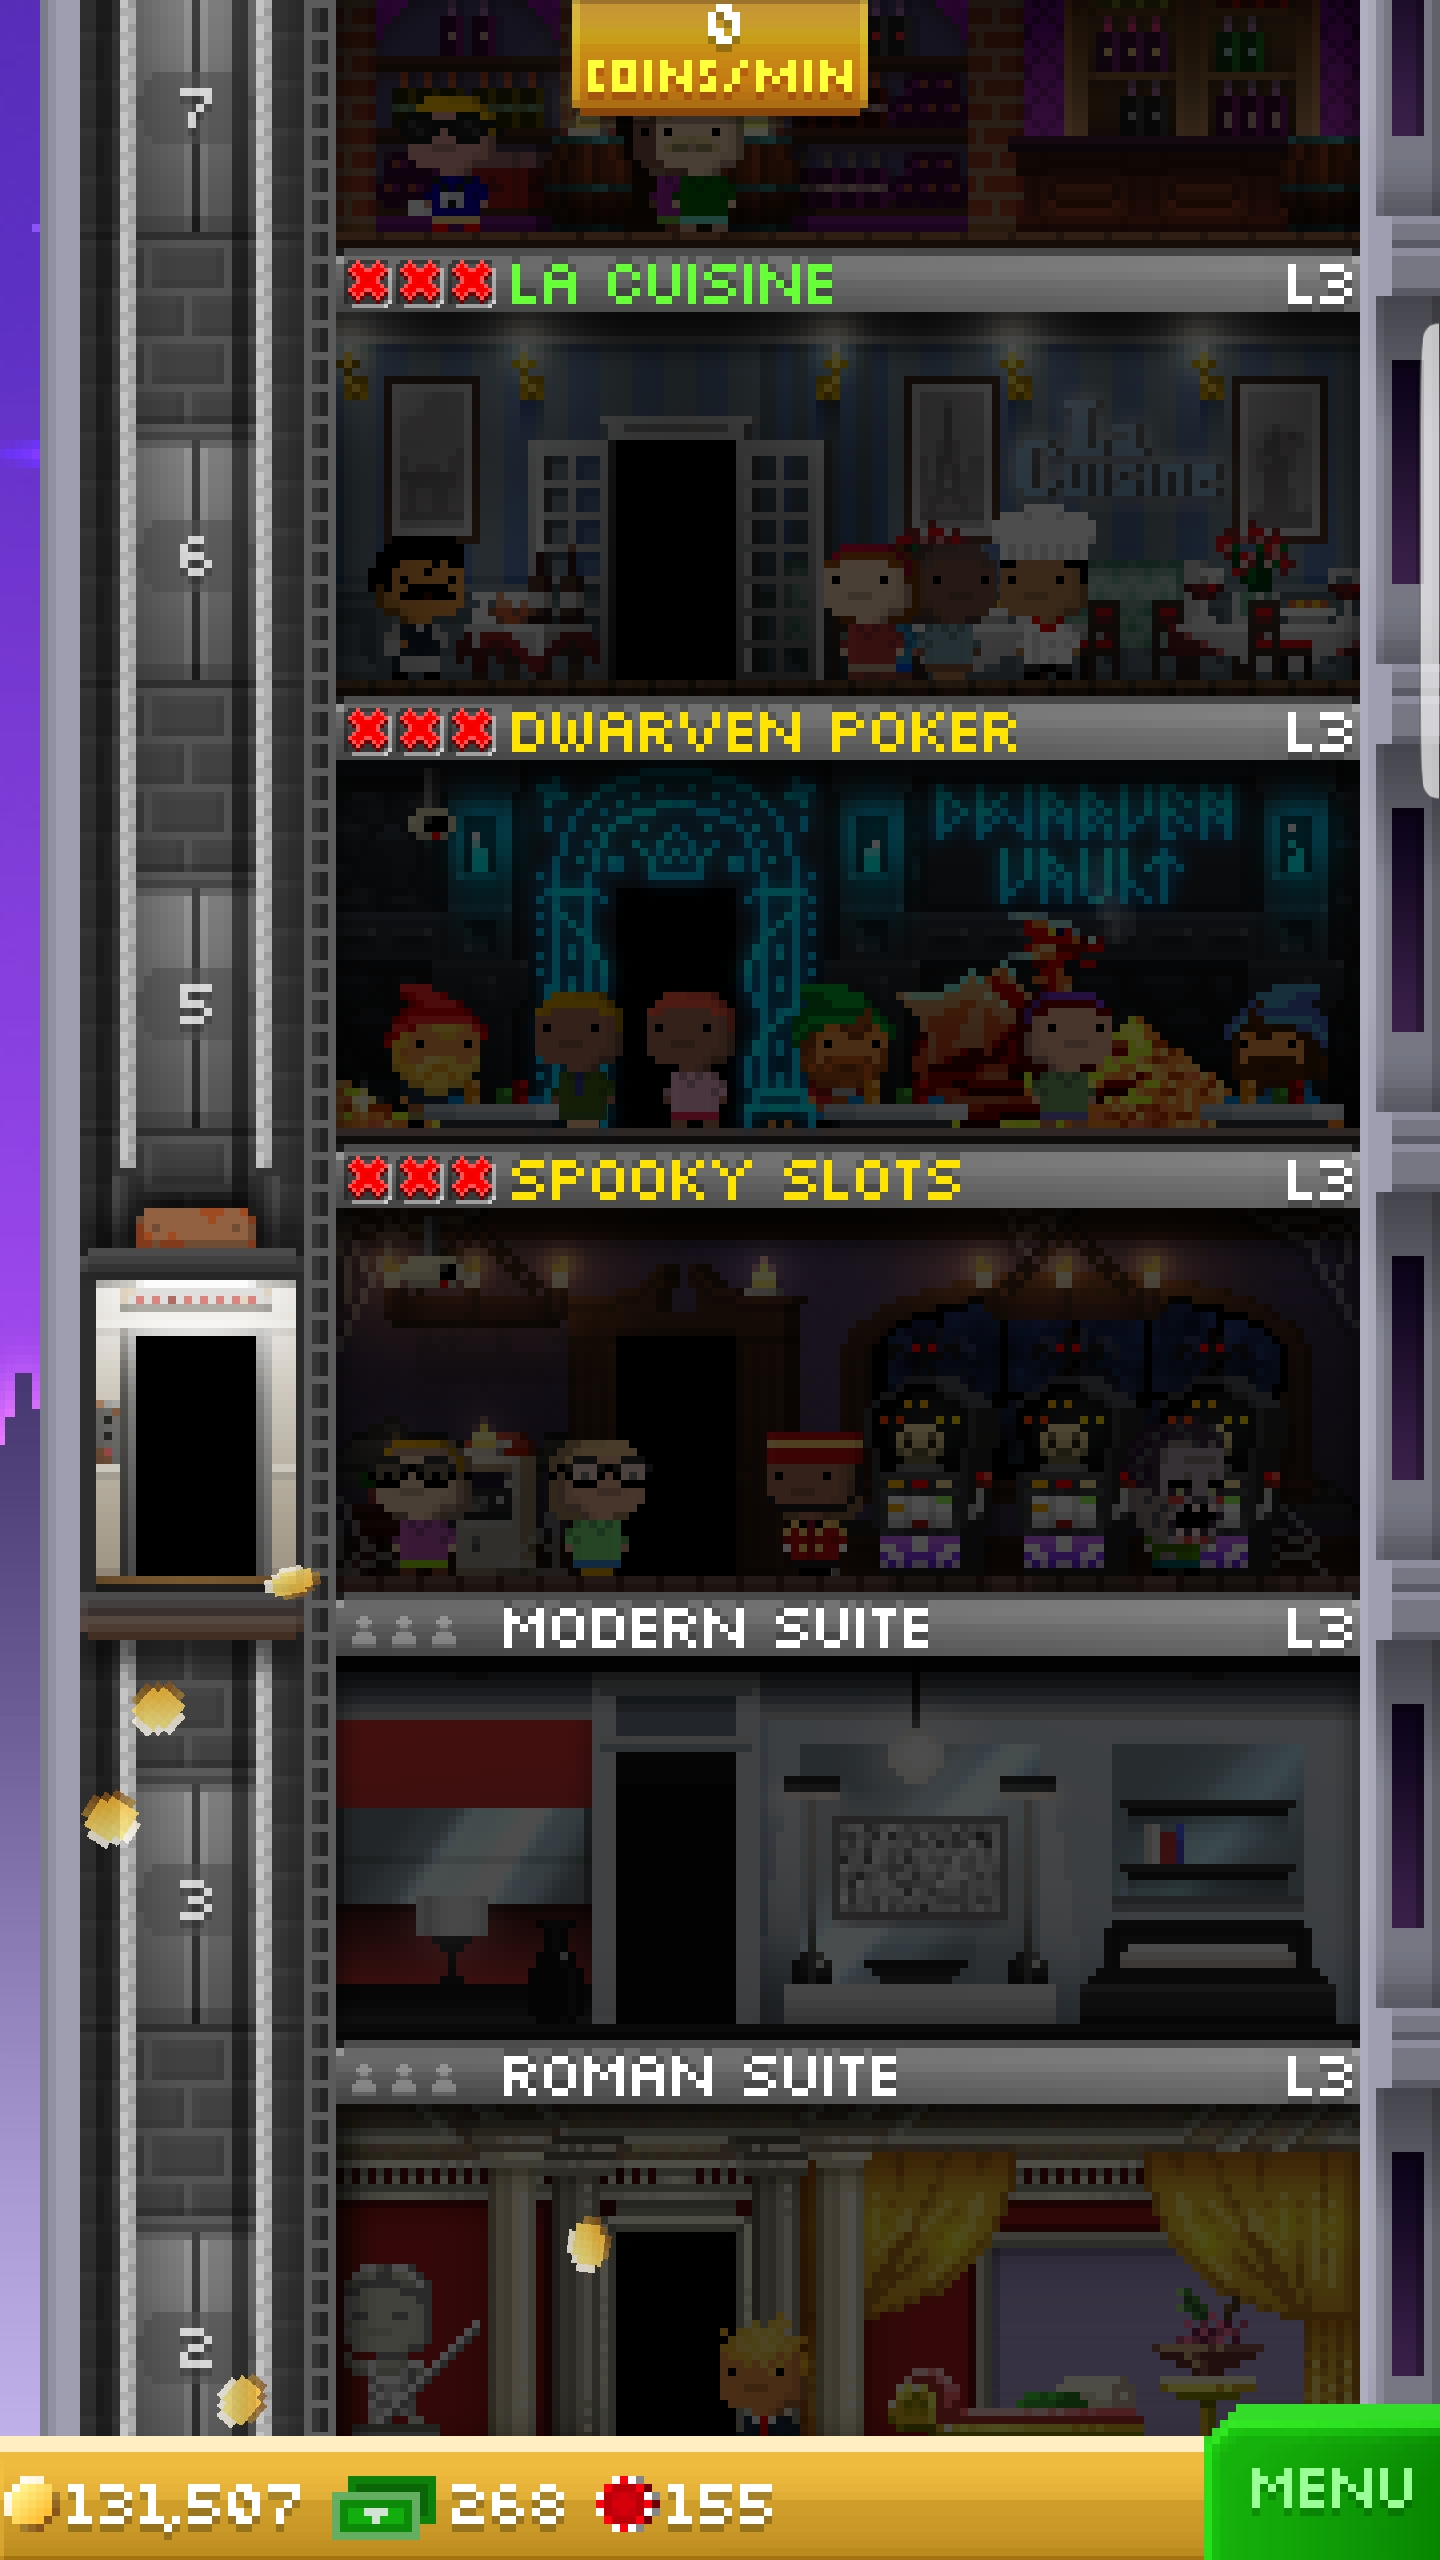 0
COINS/MIN
7
LA CUISINE L3
La
Cuisine
6
DWARVEN POKER L3
DWARVEN
VAULT
5
SPOOKY SLOTS L3
MODERN SUITE L3
3
ROMAN SUITE L3
2
131,507 268 155
MENU